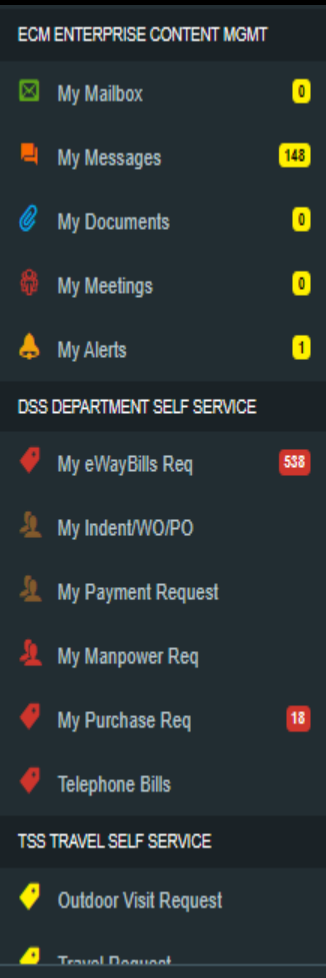 ECM ENTERPRISE CONTENT MGMT
My Mailbox 0
My Messages 148
My Documents 0
My Meetings 0
My Alerts 1
DSS DEPARTMENT SELF SERVICE
My eWayBills Req 538
My Indent/WO/PO
My Payment Request
My Manpower Req
My Purchase Req 18
Telephone Bills
TSS TRAVEL SELF SERVICE
Outdoor Visit Request
Travel Request